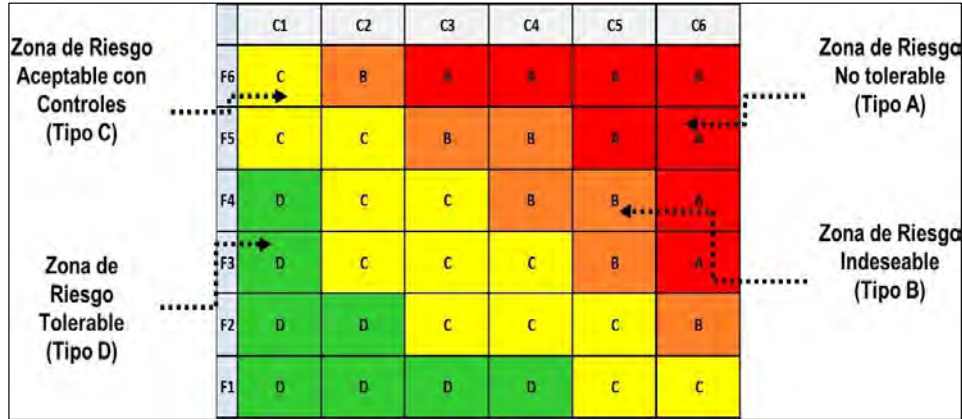 C1 C2 C3 C4 C5 C6
Zona de Riesgo
Aceptable con
Controles
(Tipo C)
F6 C B A A A A
F5 C C B B A A
F4 D C C B B A
F3 D C C C B A
F2 D D C C C B
F1 D D D D C C
Zona de Riesgo
No tolerable
(Tipo A)
Zona de
Riesgo
Tolerable
(Tipo D)
Zona de Riesgo
Indeseable
(Tipo B)